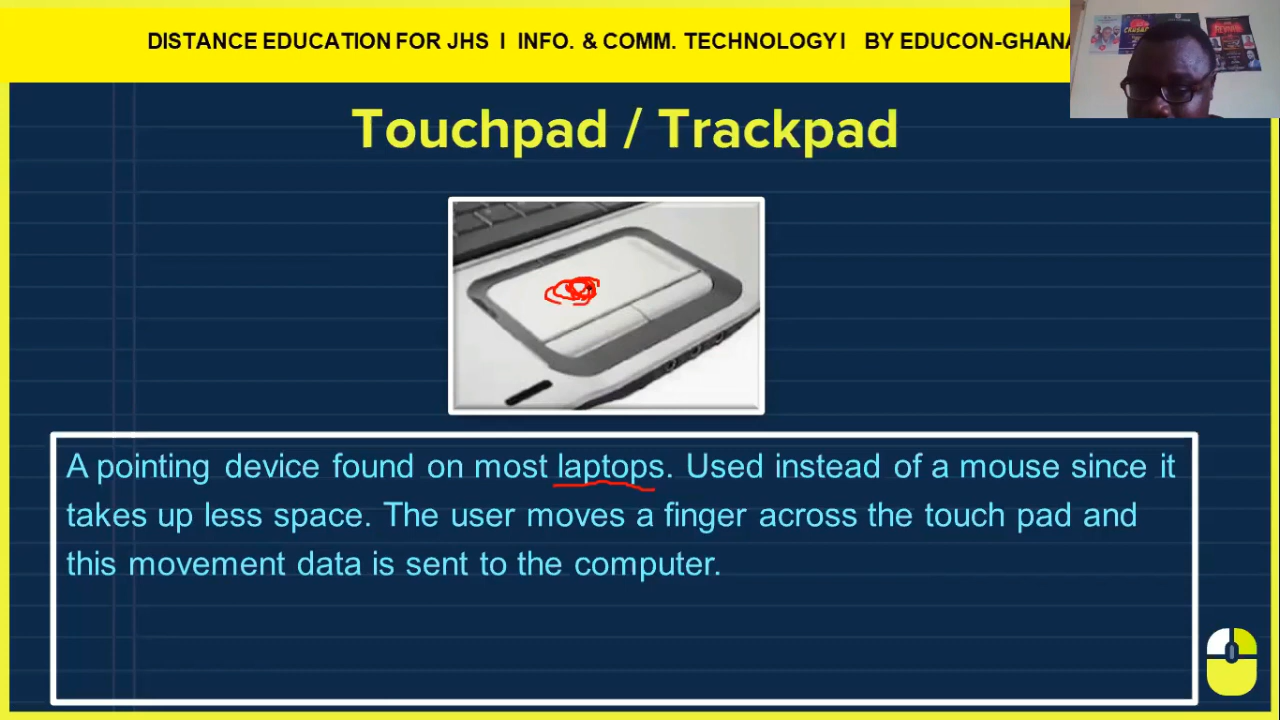 DISTANCE EDUCATION FOR JHS I INFO. & COMM. TECHNOLOGY I BY EDUCON-GHANA
Touchpad / Trackpad
A pointing device found on most laptops. Used instead of a mouse since it
takes up less space. The user moves a finger across the touch pad and
this movement data is sent to the computer.